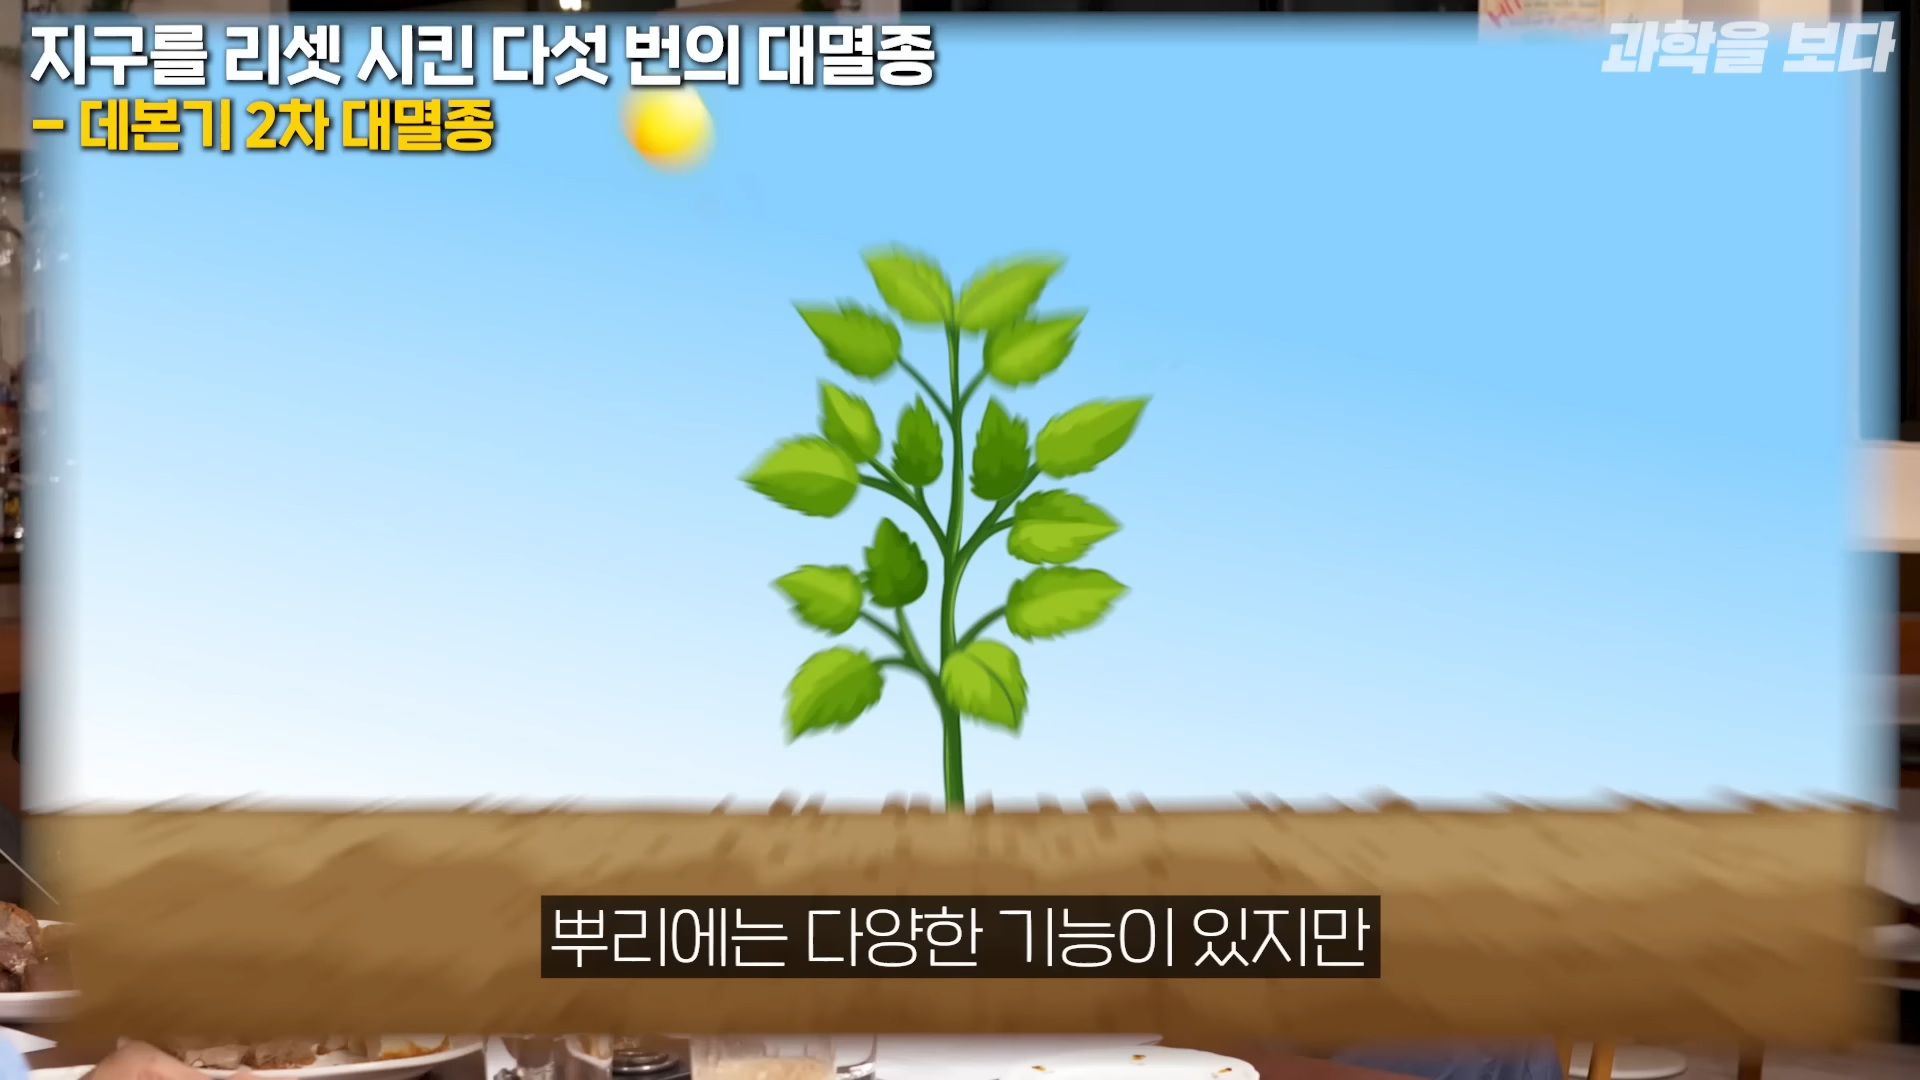 지구를 리셋 시킨 다섯 번의 대멸종
과학을 보다
- 데본기 2차 대멸종
뿌리에는 다양한 기능이 있지만